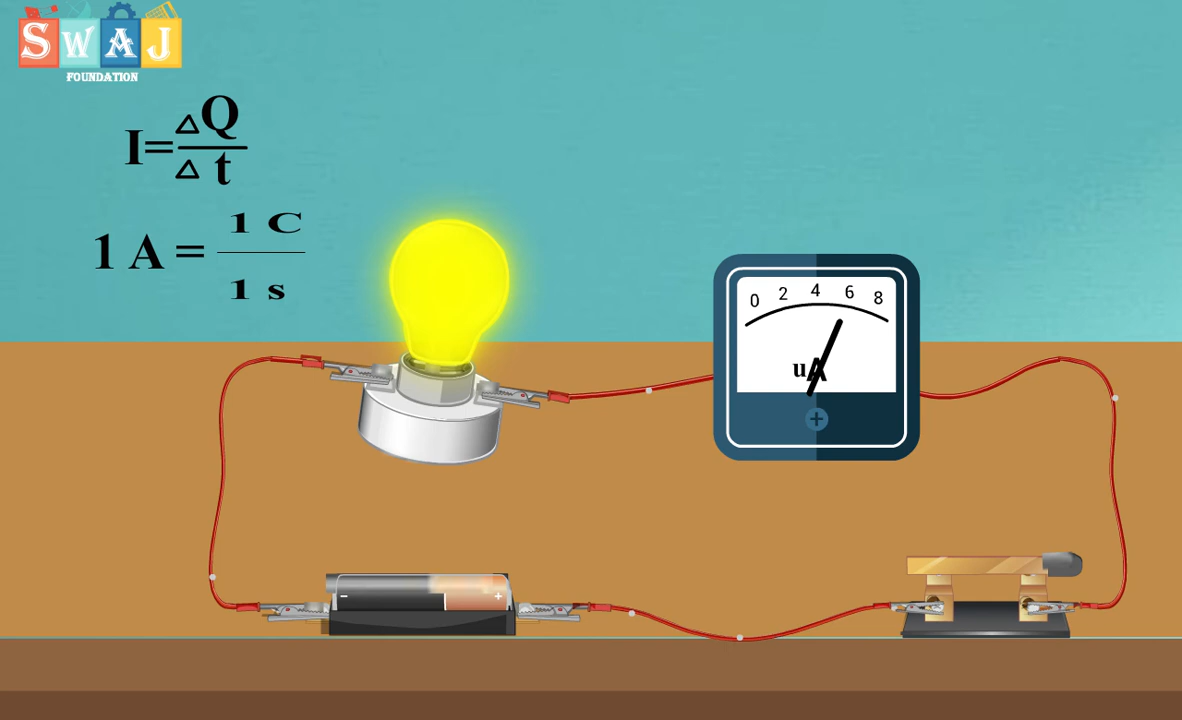 SWAJ
FOUNDATION
I=△Q/△ t
1 A = 1 C/1 s
0 2 4 6 8
uA
+
- +